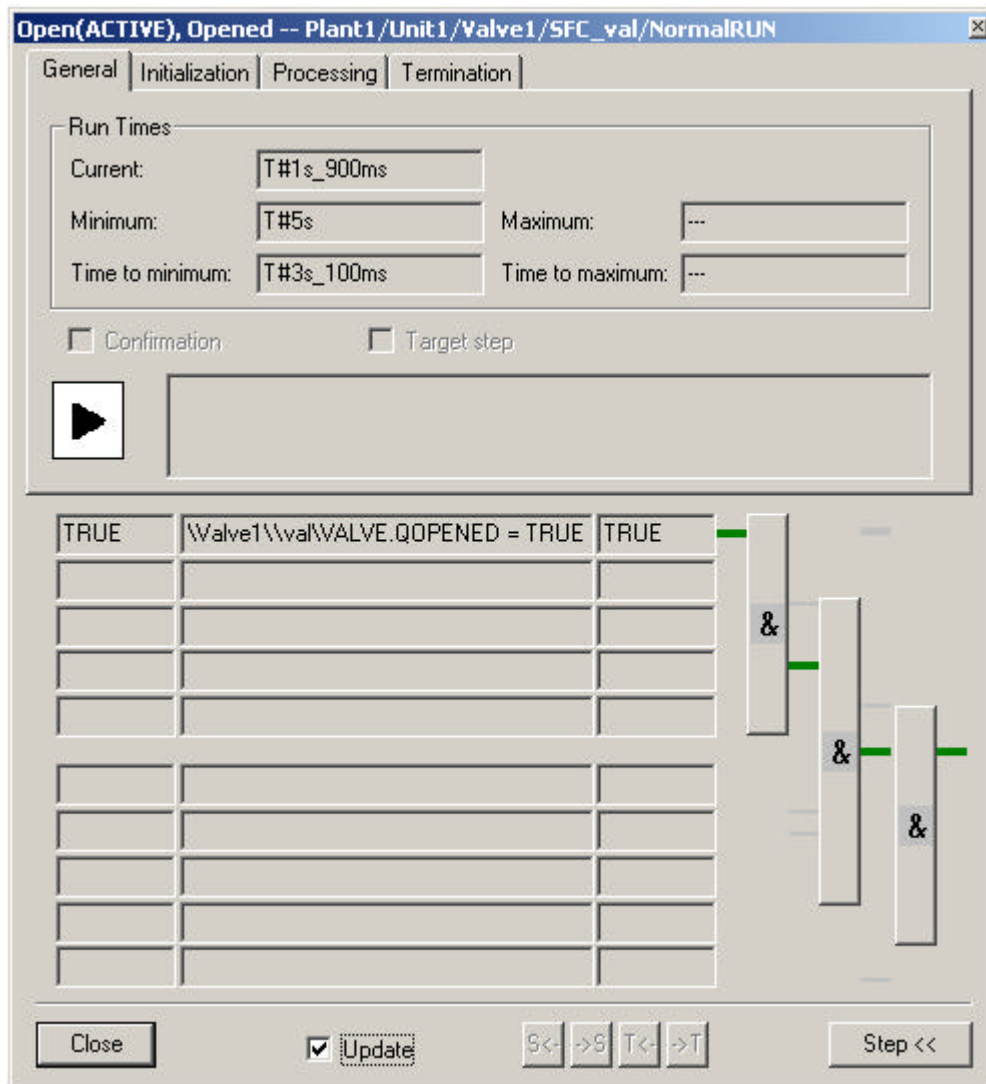 Open(ACTIVE), Opened -- Plant1/Unit1/Valve1/SFC_val/NormalRUN
General Initialization Processing Termination
Run Times
Current: T#1s_900ms
Minimum: T#5s Maximum: ---
Time to minimum: T#3s_100ms Time to maximum: ---
Confirmation Target step
TRUE \\Valve1\\val\VALVE.QOPENED = TRUE TRUE
&
&
&
Close Update S<- ->S T<- ->T Step <<